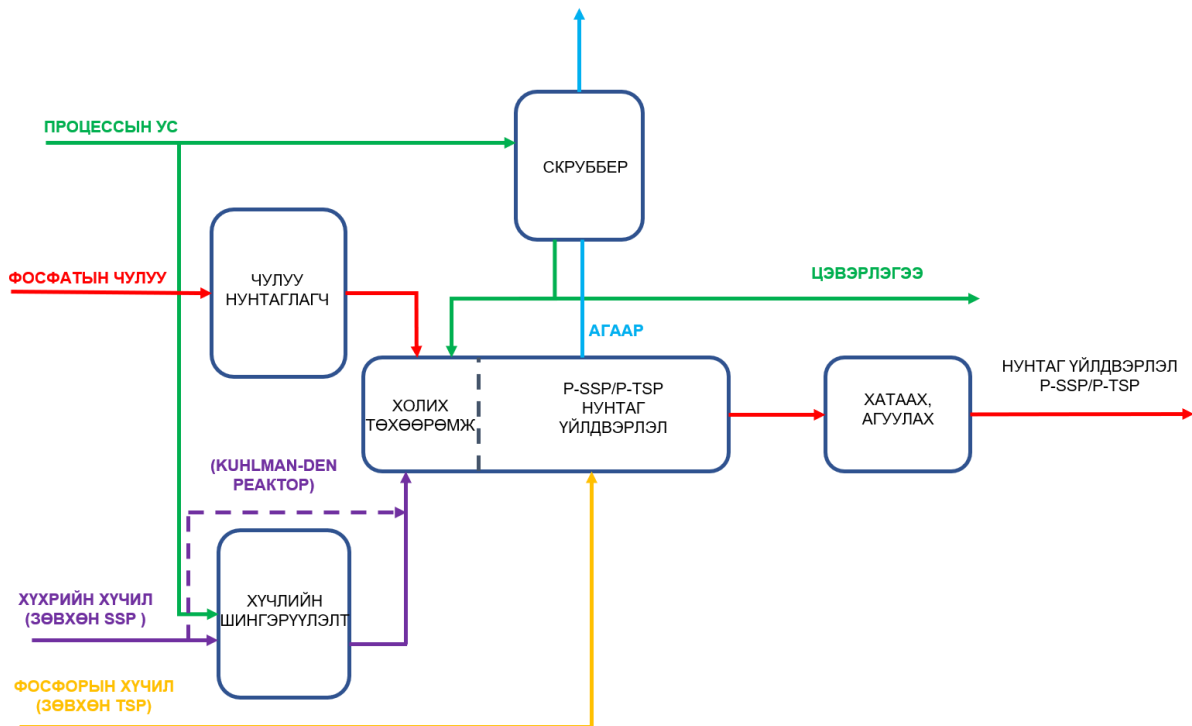 ПРОЦЕССЫН УС
СКРУББЕР
ФОСФАТЫН ЧУЛУУ
ЧУЛУУ
НУНТАГЛАГЧ
ЦЭВЭРЛЭГЭЭ
АГААР
ХОЛИХ
ТӨХӨӨРӨМЖ
P-SSP/P-TSP
НУНТАГ
ҮЙЛДВЭРЛЭЛ
ХАТААХ,
АГУУЛАХ
НУНТАГ ҮЙЛДВЭРЛЭЛ
P-SSP/P-TSP
(KUHLMAN-DEN
РЕАКТОР)
ХҮХРИЙН ХҮЧИЛ
(ЗӨВХӨН SSP )
ХҮЧЛИЙН
ШИНГЭРҮҮЛЭЛТ
ФОСФОРЫН ХҮЧИЛ
(ЗӨВХӨН TSP)